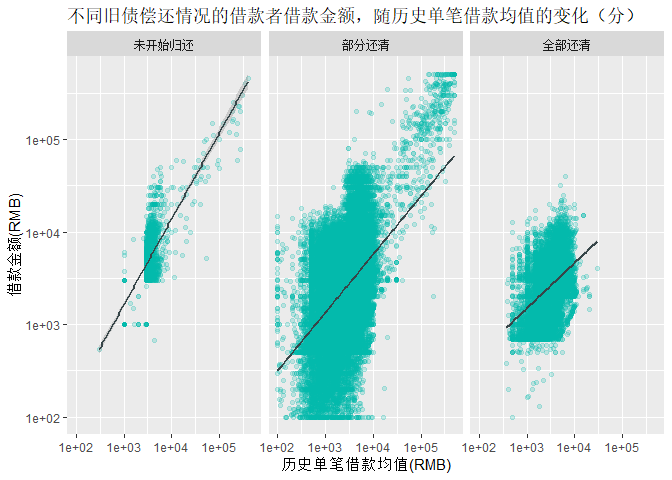 不同旧债偿还情况的借款者借款金额，随历史单笔借款均值的变化（分）
未开始归还 部分还清 全部还清
1e+05
1e+04
1e+03
1e+02
借款金额(RMB)
1e+02 1e+03 1e+04 1e+05 1e+02 1e+03 1e+04 1e+05 1e+02 1e+03 1e+04 1e+05
历史单笔借款均值(RMB)